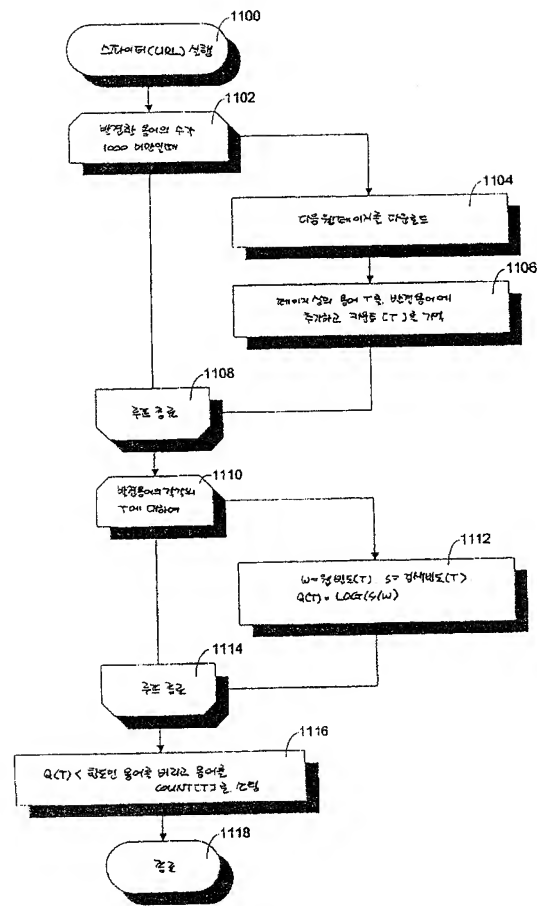 1100
스파이더(URL) 실행
1102
발견한 용어의 수가
1000 미만일때
1104
다음 웹페이지를 다운로드
1106
페이지상의 용어 T를, 발견용어에
추가하고 카운트 [T]를 기억
1108
루프 종료
1110
발견용어의 각각의
T에 대하여
1112
W=웹빈도(T) S=검색빈도(T)
Q(T)=LOG(S/W)
1114
루프 종료
1116
Q(T) < 한도인 용어를 버리고 용어를
COUNT[T]로 소팅
1118
종료